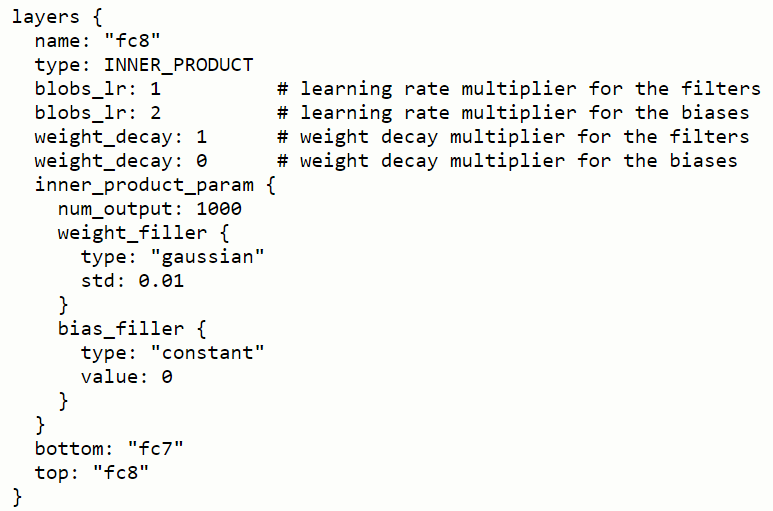 layers {
  name: "fc8"
  type: INNER_PRODUCT
  blobs_lr: 1          # learning rate multiplier for the filters
  blobs_lr: 2          # learning rate multiplier for the biases
  weight_decay: 1      # weight decay multiplier for the filters
  weight_decay: 0      # weight decay multiplier for the biases
  inner_product_param {
    num_output: 1000
    weight_filler {
      type: "gaussian"
      std: 0.01
    }
    bias_filler {
      type: "constant"
      value: 0
    }
  }
  bottom: "fc7"
  top: "fc8"
}